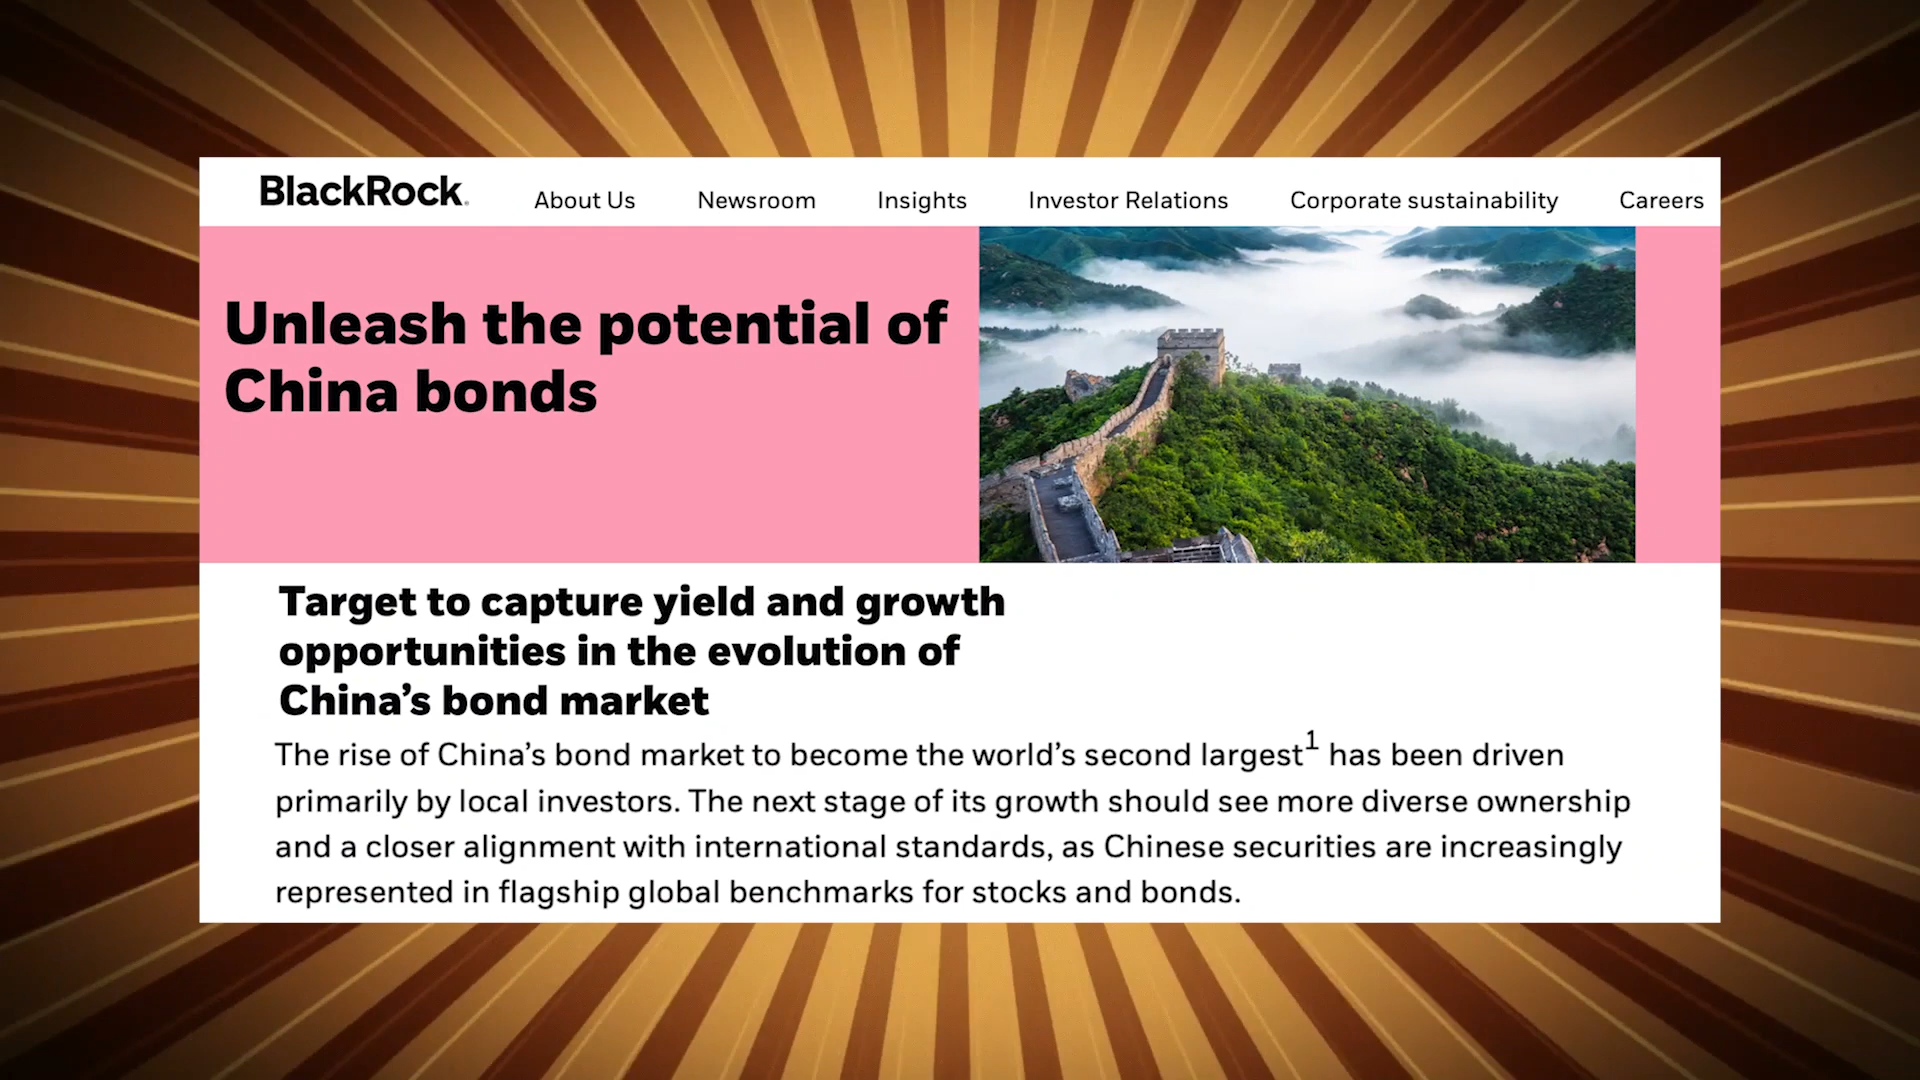 BlackRock.
About Us Newsroom Insights Investor Relations Corporate sustainability Careers
Unleash the potential of
China bonds
Target to capture yield and growth
opportunities in the evolution of
China’s bond market
The rise of China’s bond market to become the world’s second largest1 has been driven
primarily by local investors. The next stage of its growth should see more diverse ownership
and a closer alignment with international standards, as Chinese securities are increasingly
represented in flagship global benchmarks for stocks and bonds.